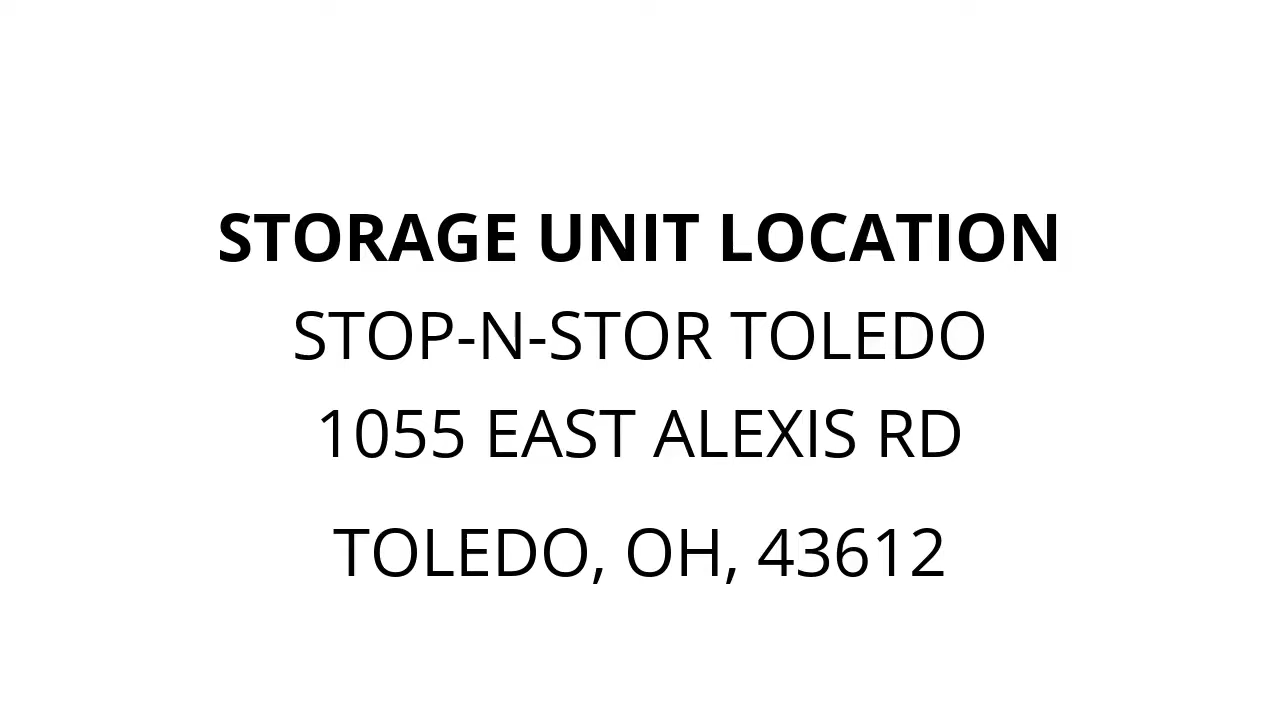 STORAGE UNIT LOCATION
STOP-N-STOR TOLEDO
1055 EAST ALEXIS RD
TOLEDO, OH, 43612